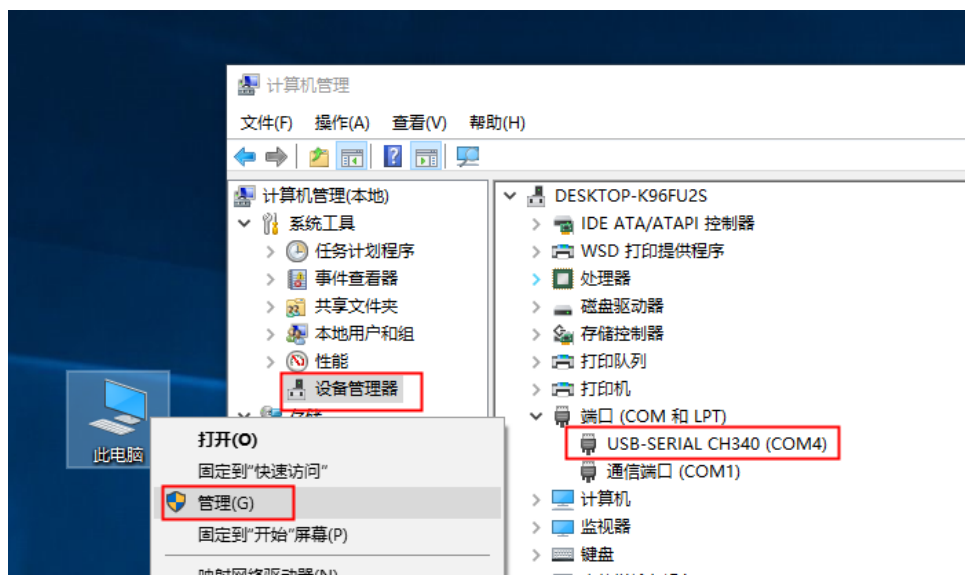 计算机管理
文件(F) 操作(A) 查看(V) 帮助(H)
计算机管理(本地)
系统工具
任务计划程序
事件查看器
共享文件夹
本地用户和组
性能
设备管理器
DESKTOP-K96FU2S
IDE ATA/ATAPI 控制器
WSD 打印提供程序
处理器
磁盘驱动器
存储控制器
打印队列
打印机
端口 (COM 和 LPT)
USB-SERIAL CH340 (COM4)
通信端口 (COM1)
计算机
监视器
键盘
此电脑
打开(O)
固定到"快速访问"
管理(G)
固定到"开始"屏幕(P)